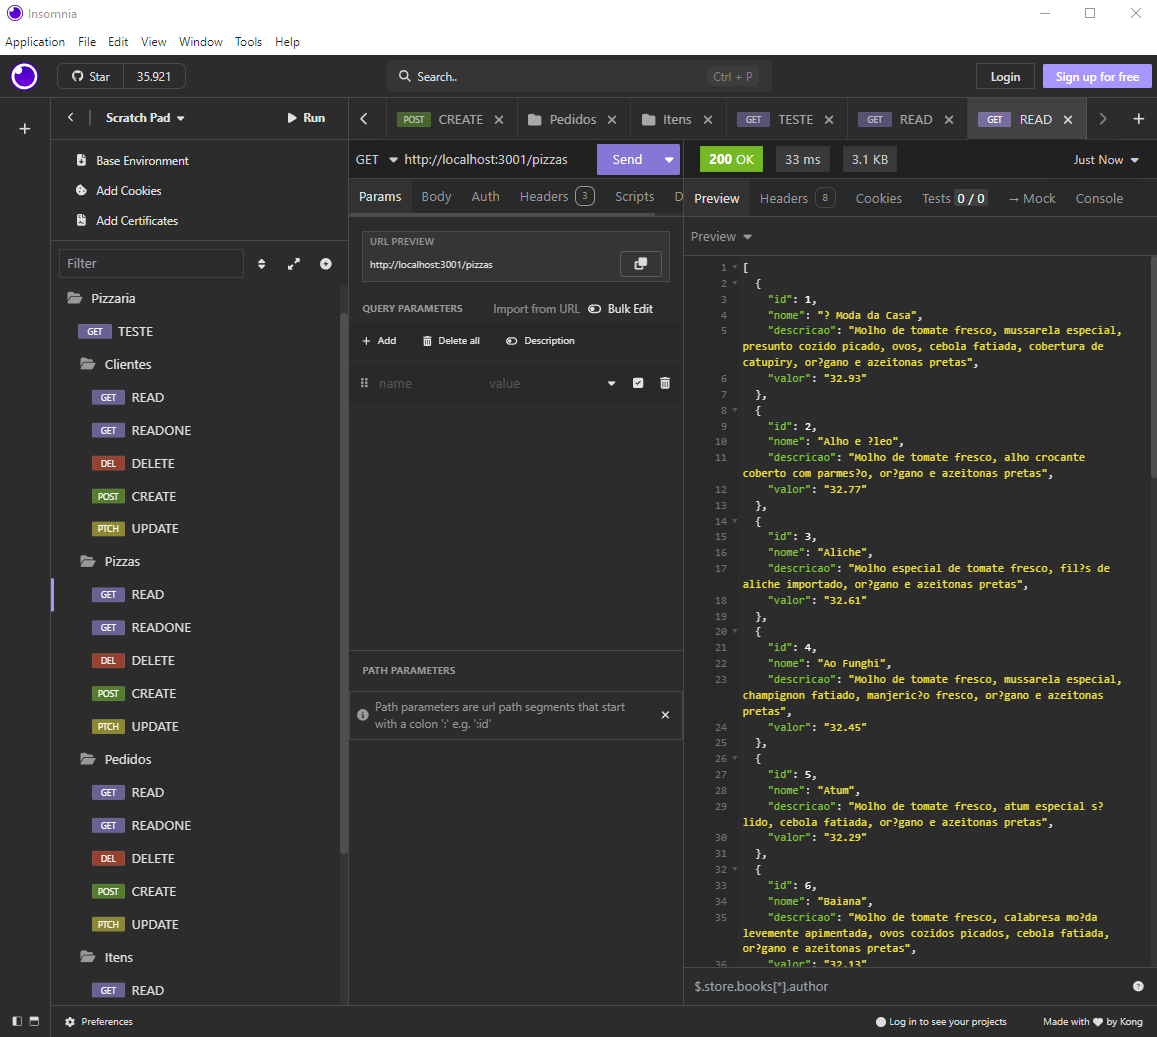 Insomnia
Application File Edit View Window Tools Help
Star 35.921
Search..
Ctrl + P
Login
Sign up for free
Scratch Pad
Run
Base Environment
Add Cookies
Add Certificates
Filter
Pizzaria
GET TESTE
Clientes
GET READ
GET READONE
DEL DELETE
POST CREATE
PTCH UPDATE
Pizzas
GET READ
GET READONE
DEL DELETE
POST CREATE
PTCH UPDATE
Pedidos
GET READ
GET READONE
DEL DELETE
POST CREATE
PTCH UPDATE
Itens
GET READ
POST CREATE
Pedidos
Itens
GET TESTE
GET READ
GET READ
GET http://localhost:3001/pizzas
Send
Params Body Auth Headers 3 Scripts D
URL PREVIEW
http://localhost:3001/pizzas
QUERY PARAMETERS Import from URL Bulk Edit
Add Delete all Description
name value
PATH PARAMETERS
Path parameters are url path segments that start
with a colon ':' e.g. ':id'
200 OK 33 ms 3.1 KB Just Now
Preview Headers 8 Cookies Tests 0 / 0 → Mock Console
Preview
1 [
2 {
3 "id": 1,
4 "nome": "? Moda da Casa",
5 "descricao": "Molho de tomate fresco, mussarela especial,
presunto cozido picado, ovos, cebola fatiada, cobertura de
catupiry, or?gano e azeitonas pretas",
6 "valor": "32.93"
7 },
8 {
9 "id": 2,
10 "nome": "Alho e ?leo",
11 "descricao": "Molho de tomate fresco, alho crocante
coberto com parmes?o, or?gano e azeitonas pretas",
12 "valor": "32.77"
13 },
14 {
15 "id": 3,
16 "nome": "Aliche",
17 "descricao": "Molho especial de tomate fresco, fil?s de
aliche importado, or?gano e azeitonas pretas",
18 "valor": "32.61"
19 },
20 {
21 "id": 4,
22 "nome": "Ao Funghi",
23 "descricao": "Molho de tomate fresco, mussarela especial,
champignon fatiado, manjeric?o fresco, or?gano e azeitonas
pretas",
24 "valor": "32.45"
25 },
26 {
27 "id": 5,
28 "nome": "Atum",
29 "descricao": "Molho de tomate fresco, atum especial s?
lido, cebola fatiada, or?gano e azeitonas pretas",
30 "valor": "32.29"
31 },
32 {
33 "id": 6,
34 "nome": "Baiana",
35 "descricao": "Molho de tomate fresco, calabresa mo?da
levemente apimentada, ovos cozidos picados, cebola fatiada,
or?gano e azeitonas pretas",
36 "valor": "32.13"
$.store.books[*].author
Preferences
Log in to see your projects
Made with ♥ by Kong